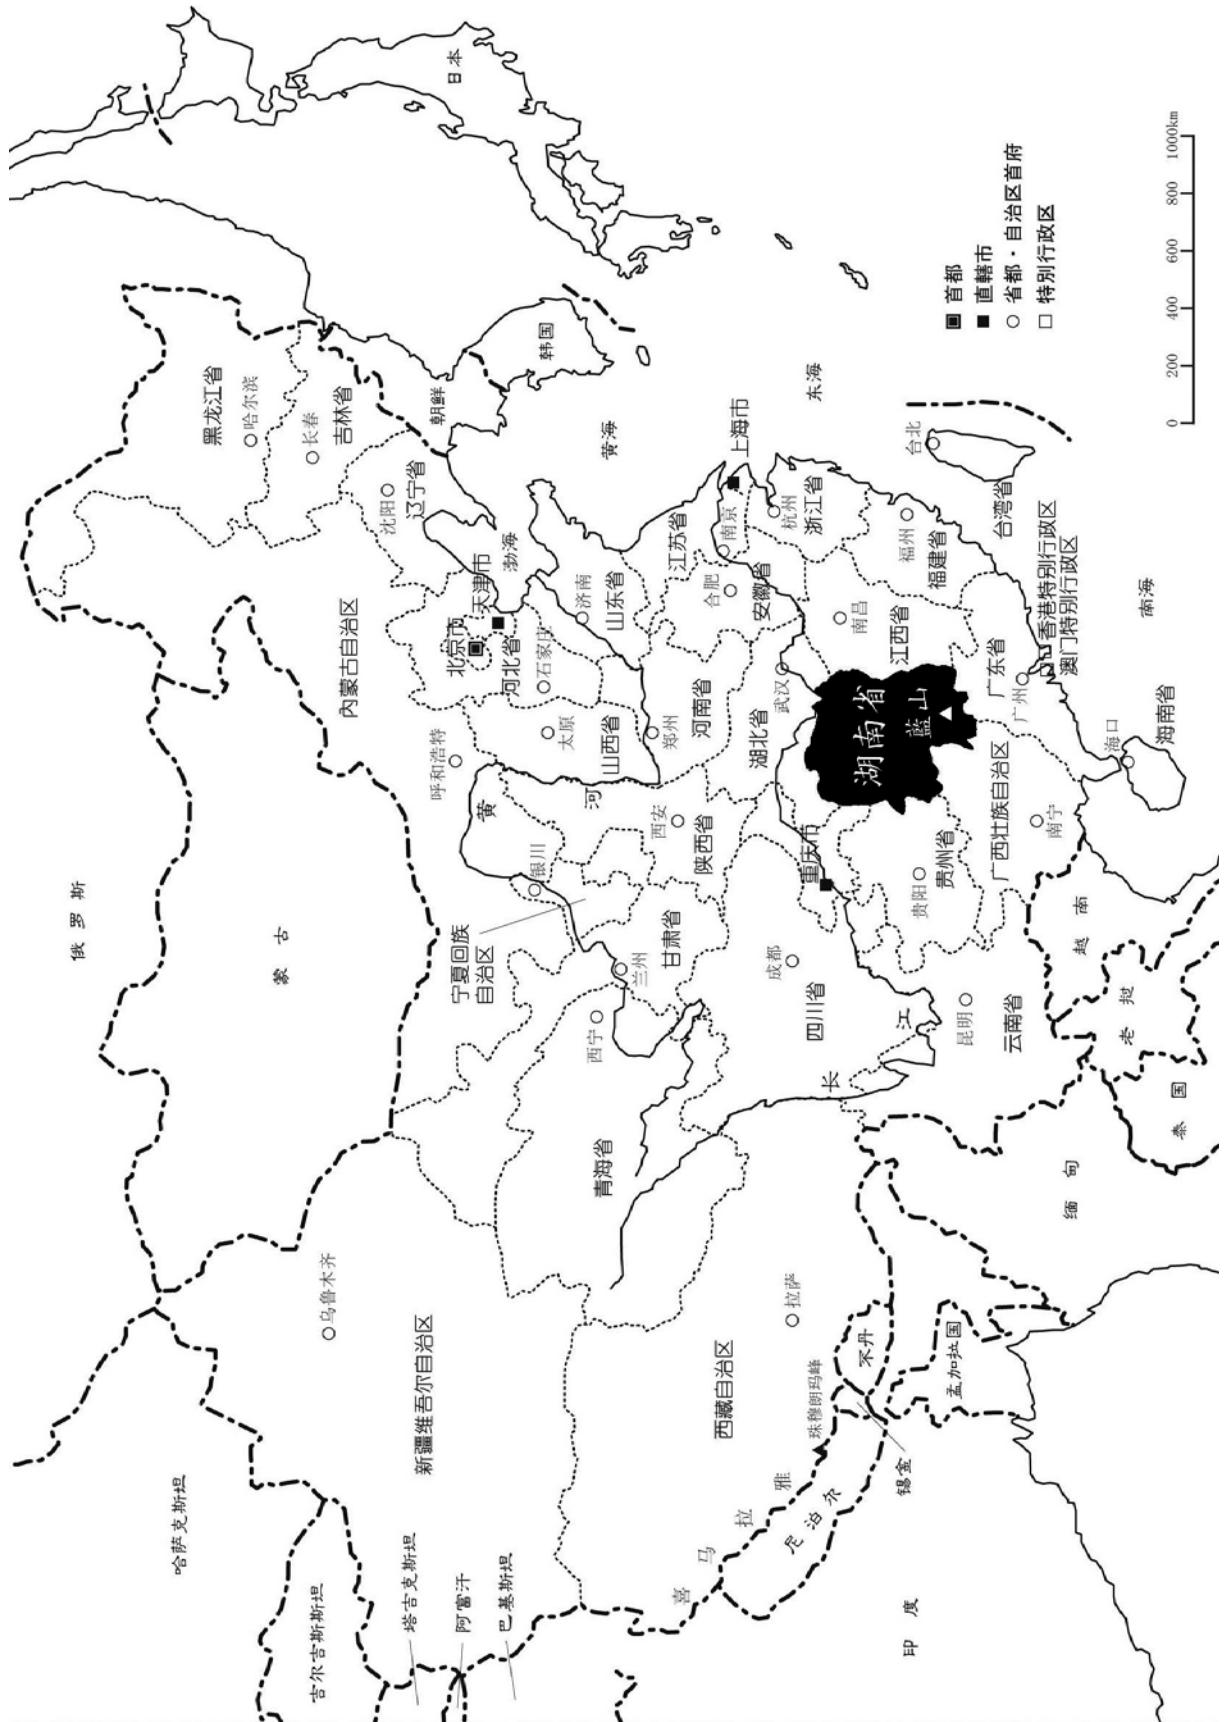 俄罗斯
蒙古
哈萨克斯坦
吉尔吉斯斯坦
塔吉克斯坦
阿富汗
巴基斯坦
印度
尼泊尔
锡金
不丹
孟加拉国
缅甸
泰国
老挝
越南
朝鲜
韩国
日本
黑龙江省
哈尔滨
长春
吉林省
沈阳
辽宁省
内蒙古自治区
呼和浩特
北京市
天津市
河北省
石家庄
渤海
黄海
东海
南海
太原
山西省
济南
山东省
郑州
河南省
江苏省
南京
上海市
合肥
安徽省
杭州
浙江省
武汉
湖北省
南昌
江西省
福州
福建省
台北
台湾省
湖南省
藍山
广东省
广州
香港特别行政区
澳门特别行政区
海口
海南省
南宁
广西壮族自治区
贵阳
贵州省
重庆市
成都
四川省
昆明
云南省
西安
陕西省
银川
宁夏回族
自治区
兰州
甘肃省
西宁
青海省
乌鲁木齐
新疆维吾尔自治区
拉萨
西藏自治区
珠穆朗玛峰
喜马拉雅
黄河
长江
首都
直轄市
省都・自治区首府
特別行政区
0 200 400 600 800 1000km